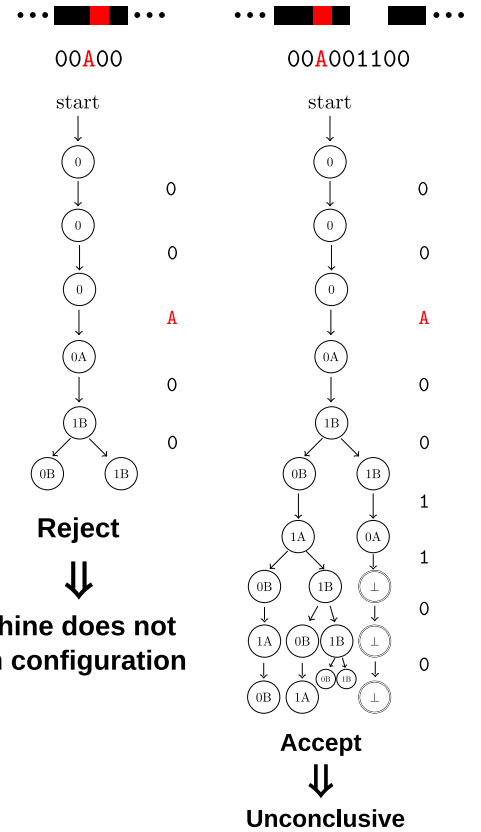 ••• •••
00A00
start
0
0
0
0
0
A
0A
0
1B
0
0B 1B
Reject
⇓
hine does not
n configuration
••• •••
00A001100
start
0
0
0
0
0
A
0A
0
1B
0
0B 1B
1
1A 0A
1
0B 1B ⊥
0
1A 0B 1B ⊥
0
0B 1B
0B 1A ⊥
Accept
⇓
Unconclusive